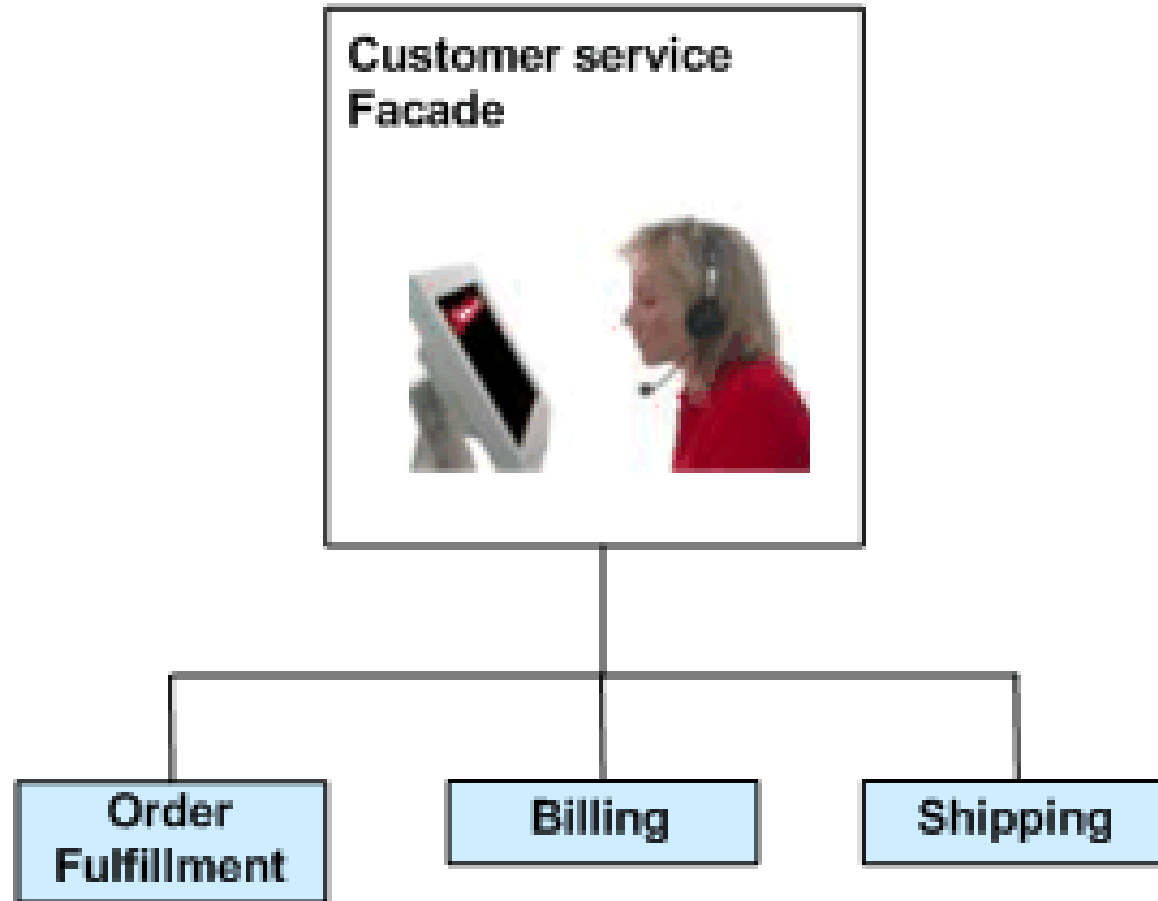 Customer service
Facade
Order
Fulfillment
Billing
Shipping